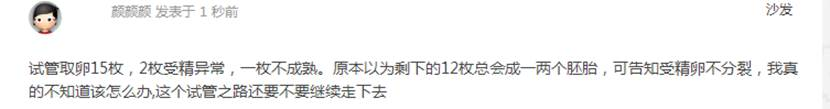 颜颜颜 发表于 1 秒前
沙发
试管取卵15枚，2枚受精异常，一枚不成熟。原本以为剩下的12枚总会成一两个胚胎，可告知受精卵不分裂，我真
的不知道该怎么办,这个试管之路还要不要继续走下去